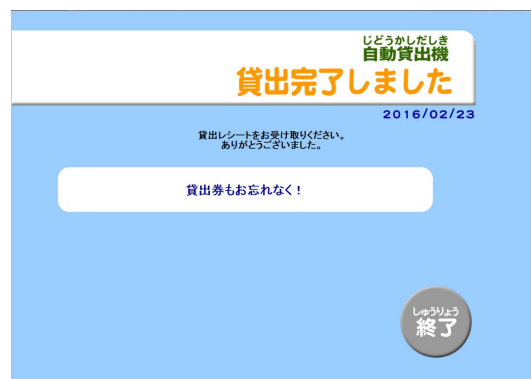 じどうかしだしき
自動貸出機
貸出完了しました
2016/02/23
貸出レシートをお受け取りください。
ありがとうございました。
貸出券もお忘れなく！
しゅうりょう
終了